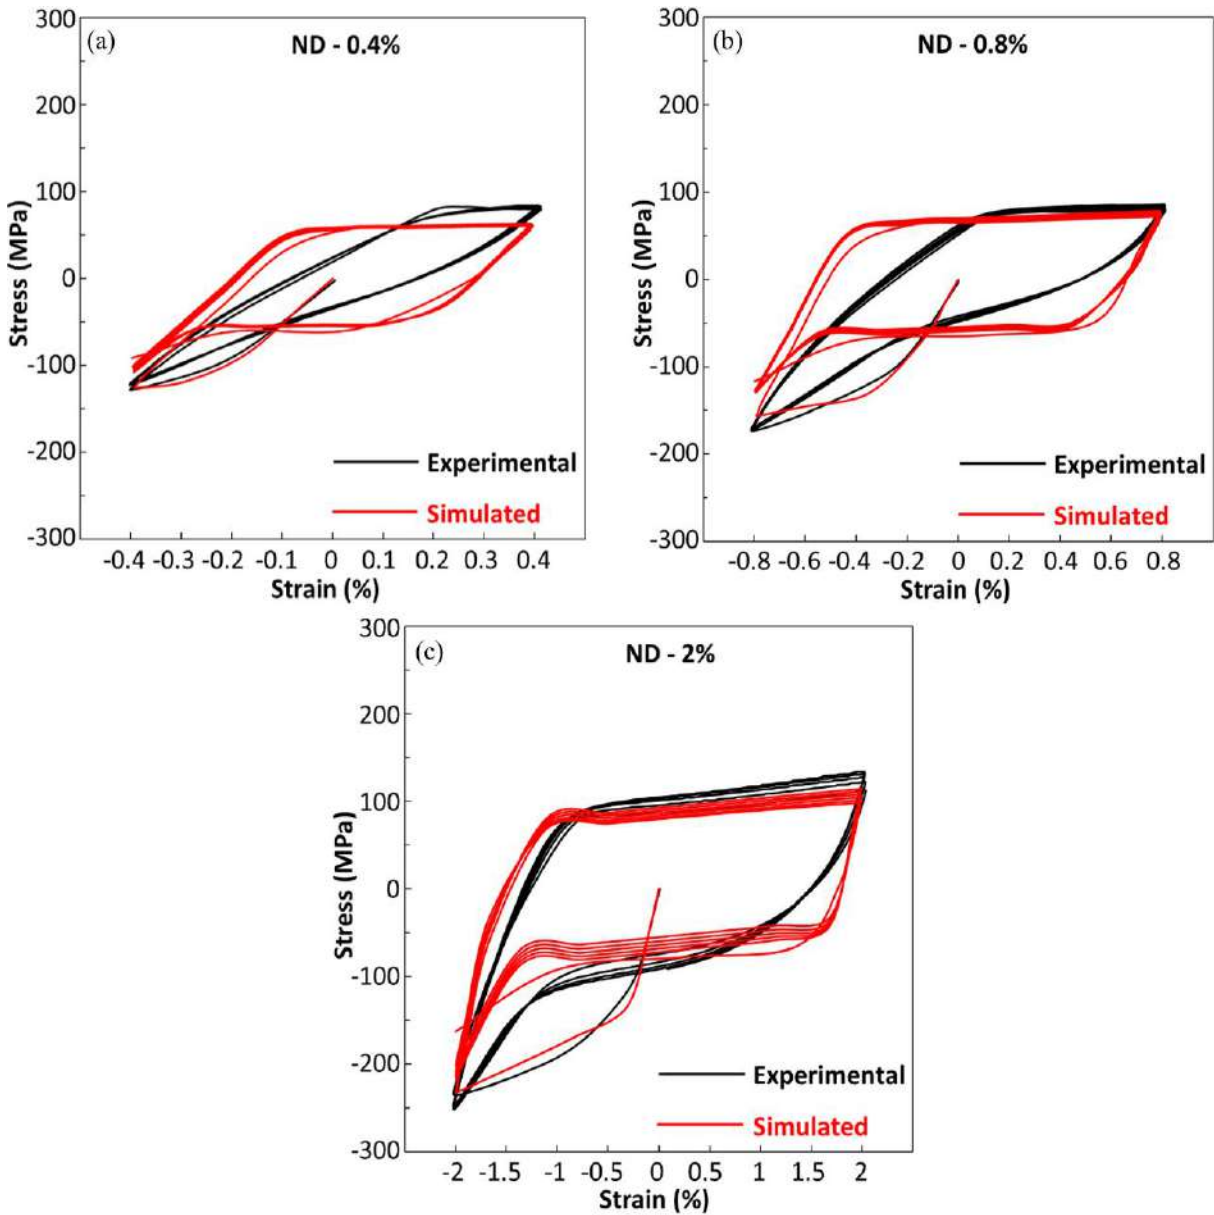 (a) ND - 0.4%
300
200
100
0
-100
-200
-300
Stress (MPa)
Experimental
Simulated
-0.4 -0.3 -0.2 -0.1 0 0.1 0.2 0.3 0.4
Strain (%)
(b) ND - 0.8%
300
200
100
0
-100
-200
-300
Stress (MPa)
Experimental
Simulated
-0.8 -0.6 -0.4 -0.2 0 0.2 0.4 0.6 0.8
Strain (%)
(c) ND - 2%
300
200
100
0
-100
-200
-300
Stress (MPa)
Experimental
Simulated
-2 -1.5 -1 -0.5 0 0.5 1 1.5 2
Strain (%)